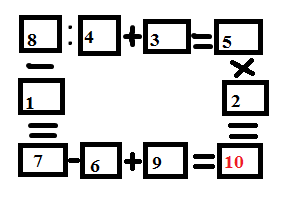 8 : 4 + 3 = 5
− ×
1 2
= =
7 - 6 + 9 = 10